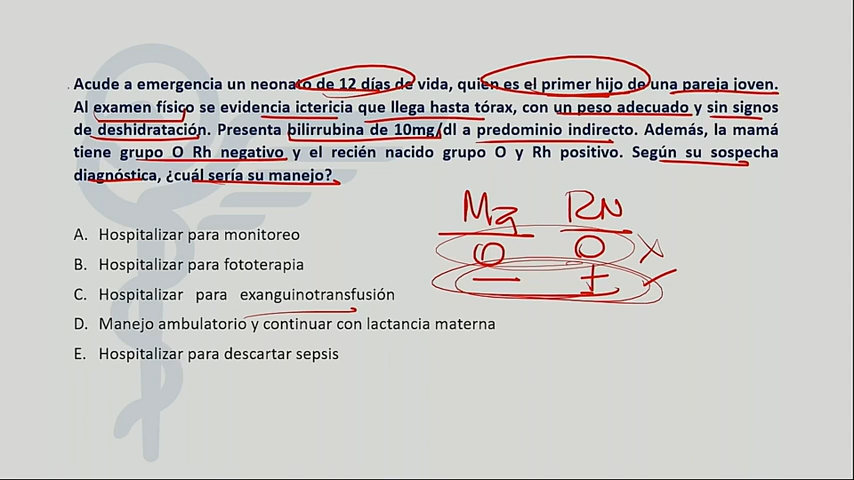 Acude a emergencia un neonato de 12 días de vida, quien es el primer hijo de una pareja joven.
Al examen físico se evidencia ictericia que llega hasta tórax, con un peso adecuado y sin signos
de deshidratación. Presenta bilirrubina de 10mg/dl a predominio indirecto. Además, la mamá
tiene grupo O Rh negativo y el recién nacido grupo O y Rh positivo. Según su sospecha
diagnóstica, ¿cuál sería su manejo?
Mg RN
O O X
— +
A. Hospitalizar para monitoreo
B. Hospitalizar para fototerapia
C. Hospitalizar para exanguinotransfusión
D. Manejo ambulatorio y continuar con lactancia materna
E. Hospitalizar para descartar sepsis